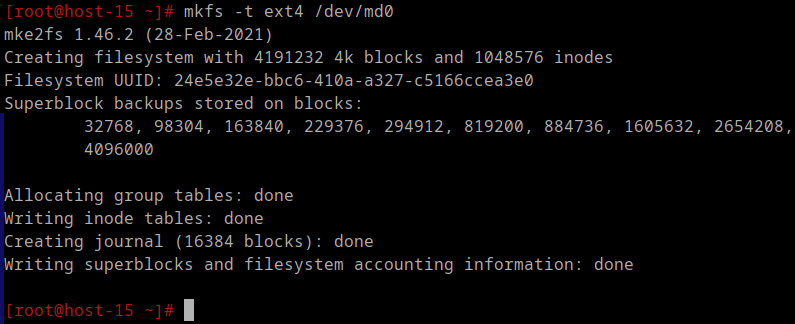 [root@host-15 ~]# mkfs -t ext4 /dev/md0
mke2fs 1.46.2 (28-Feb-2021)
Creating filesystem with 4191232 4k blocks and 1048576 inodes
Filesystem UUID: 24e5e32e-bbc6-410a-a327-c5166ccea3e0
Superblock backups stored on blocks:
32768, 98304, 163840, 229376, 294912, 819200, 884736, 1605632, 2654208,
4096000
Allocating group tables: done
Writing inode tables: done
Creating journal (16384 blocks): done
Writing superblocks and filesystem accounting information: done
[root@host-15 ~]#